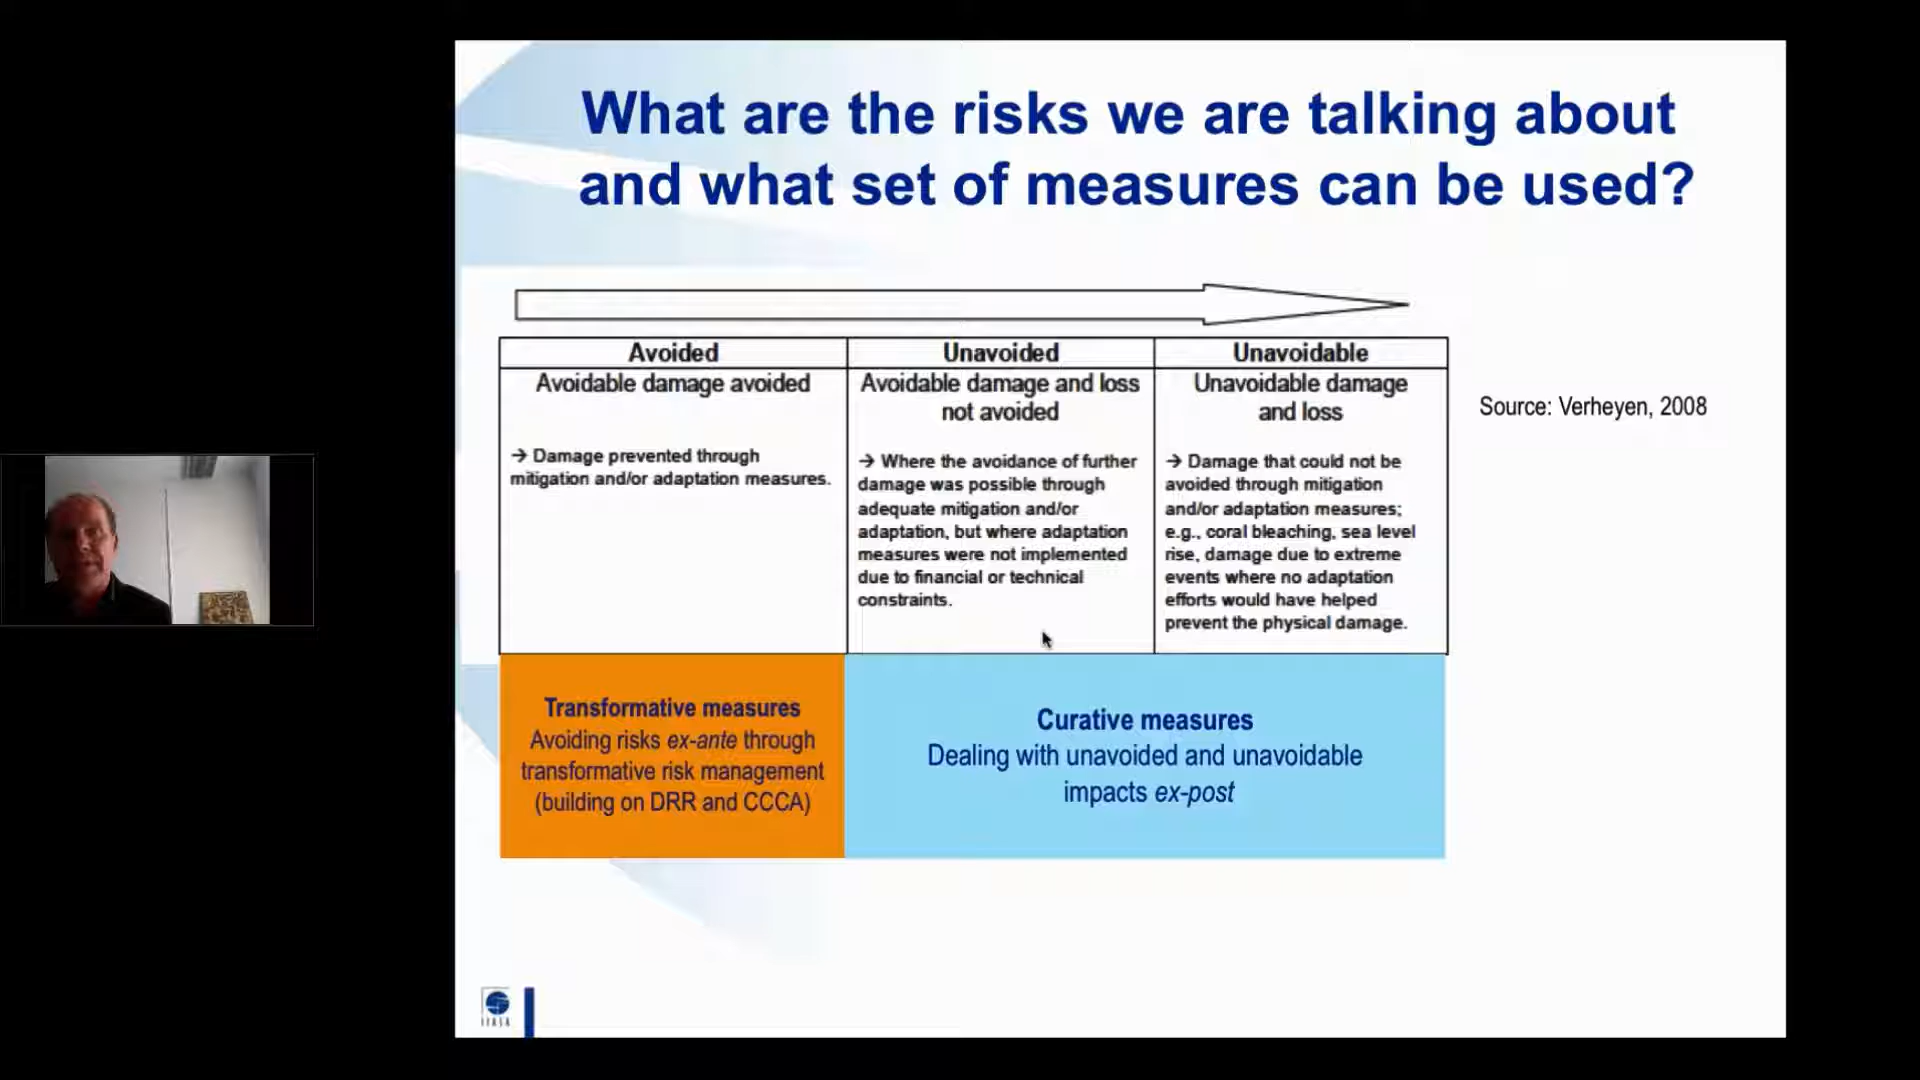 What are the risks we are talking about
and what set of measures can be used?
Avoided
Avoidable damage avoided
→ Damage prevented through
mitigation and/or adaptation measures.
Unavoided
Avoidable damage and loss
not avoided
→ Where the avoidance of further
damage was possible through
adequate mitigation and/or
adaptation, but where adaptation
measures were not implemented
due to financial or technical
constraints.
Unavoidable
Unavoidable damage
and loss
→ Damage that could not be
avoided through mitigation
and/or adaptation measures;
e.g., coral bleaching, sea level
rise, damage due to extreme
events where no adaptation
efforts would have helped
prevent the physical damage.
Source: Verheyen, 2008
Transformative measures
Avoiding risks ex-ante through
transformative risk management
(building on DRR and CCCA)
Curative measures
Dealing with unavoided and unavoidable
impacts ex-post
IIASA